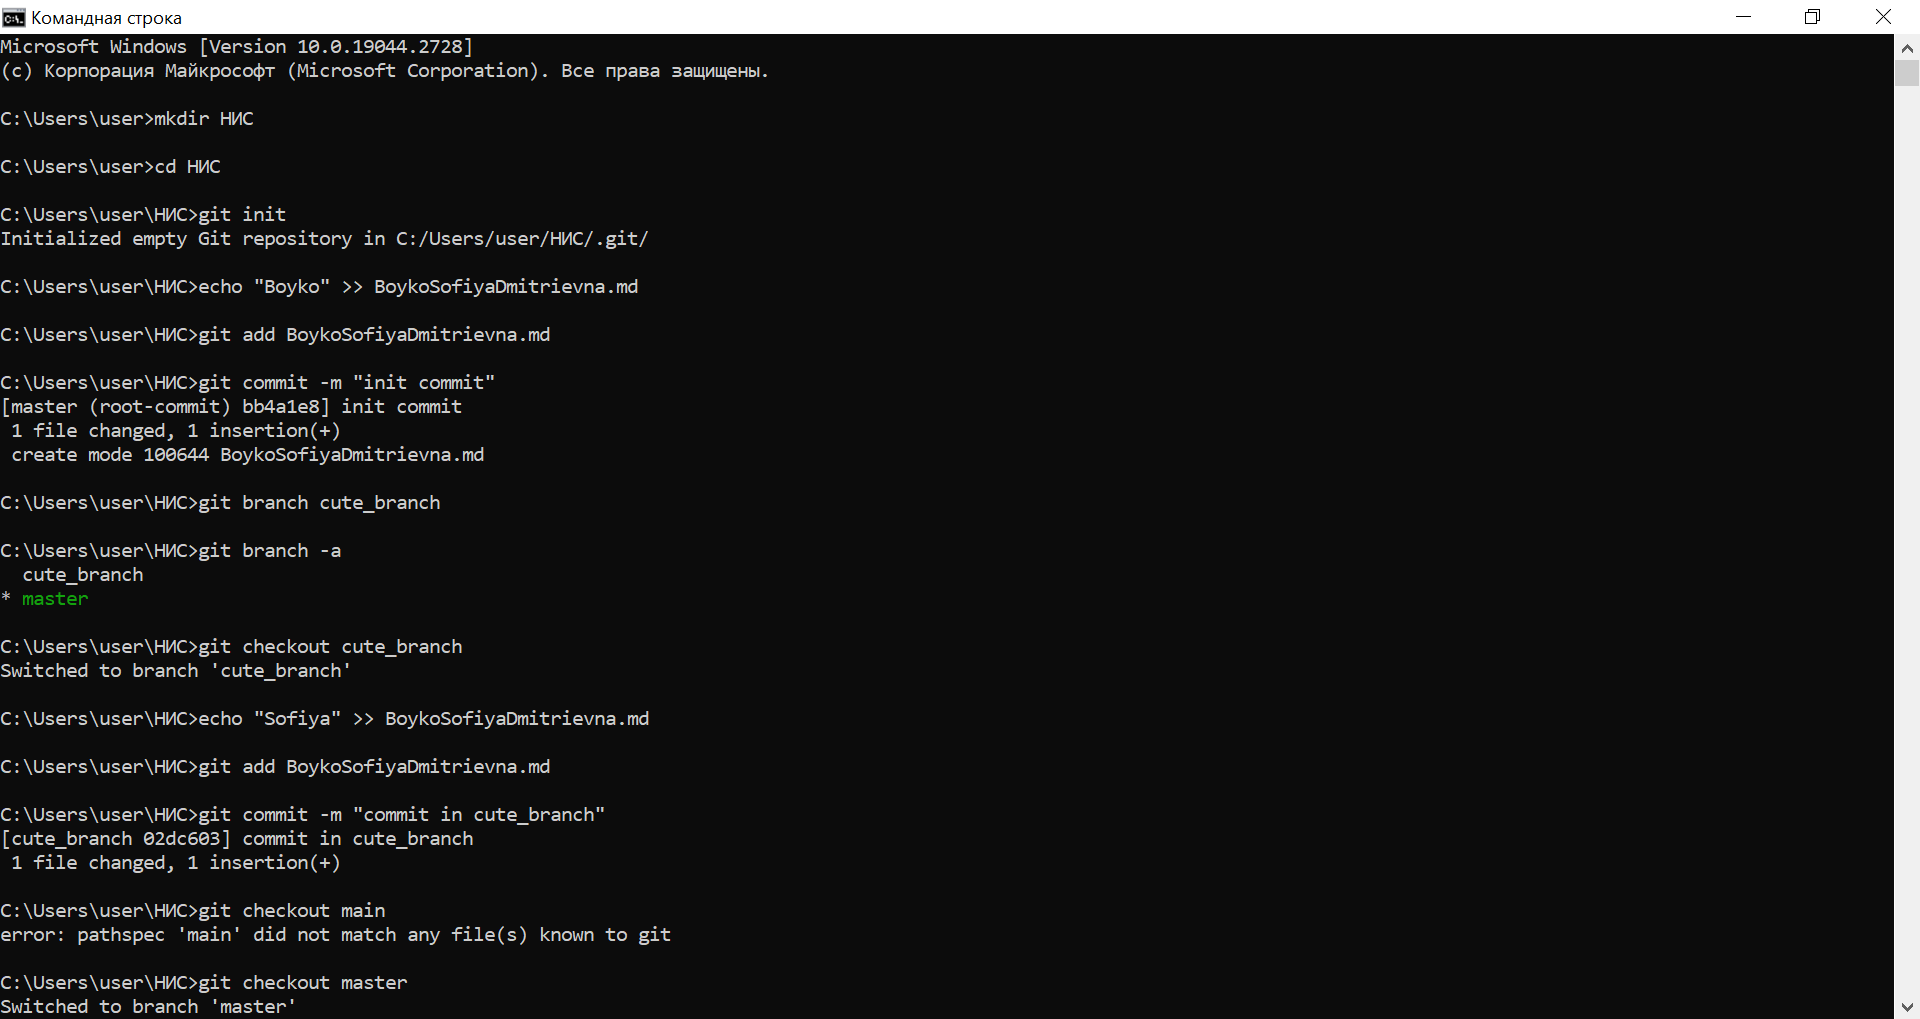 Командная строка
Microsoft Windows [Version 10.0.19044.2728]
(c) Корпорация Майкрософт (Microsoft Corporation). Все права защищены.
C:\Users\user>mkdir НИС
C:\Users\user>cd НИС
C:\Users\user\НИС>git init
Initialized empty Git repository in C:/Users/user/НИС/.git/
C:\Users\user\НИС>echo "Boyko" >> BoykoSofiyaDmitrievna.md
C:\Users\user\НИС>git add BoykoSofiyaDmitrievna.md
C:\Users\user\НИС>git commit -m "init commit"
[master (root-commit) bb4a1e8] init commit
 1 file changed, 1 insertion(+)
 create mode 100644 BoykoSofiyaDmitrievna.md
C:\Users\user\НИС>git branch cute_branch
C:\Users\user\НИС>git branch -a
  cute_branch
* master
C:\Users\user\НИС>git checkout cute_branch
Switched to branch 'cute_branch'
C:\Users\user\НИС>echo "Sofiya" >> BoykoSofiyaDmitrievna.md
C:\Users\user\НИС>git add BoykoSofiyaDmitrievna.md
C:\Users\user\НИС>git commit -m "commit in cute_branch"
[cute_branch 02dc603] commit in cute_branch
 1 file changed, 1 insertion(+)
C:\Users\user\НИС>git checkout main
error: pathspec 'main' did not match any file(s) known to git
C:\Users\user\НИС>git checkout master
Switched to branch 'master'